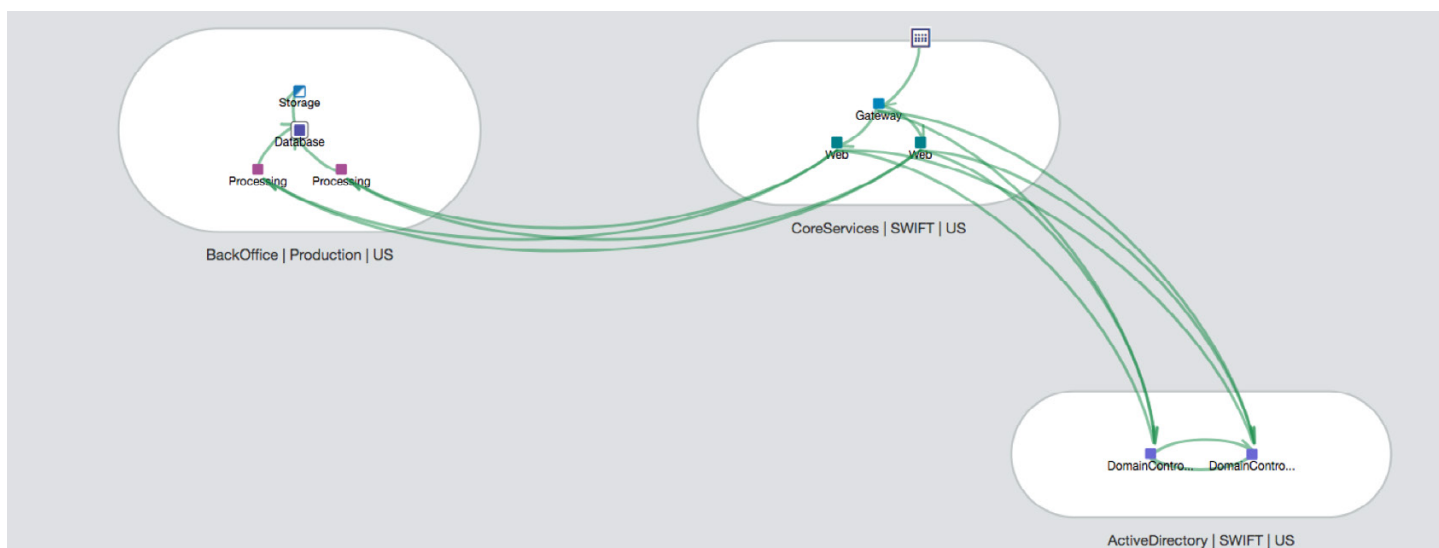 Storage
Database
Processing
Processing
BackOffice | Production | US
Gateway
Web
Web
CoreServices | SWIFT | US
DomainContro...
DomainContro...
ActiveDirectory | SWIFT | US